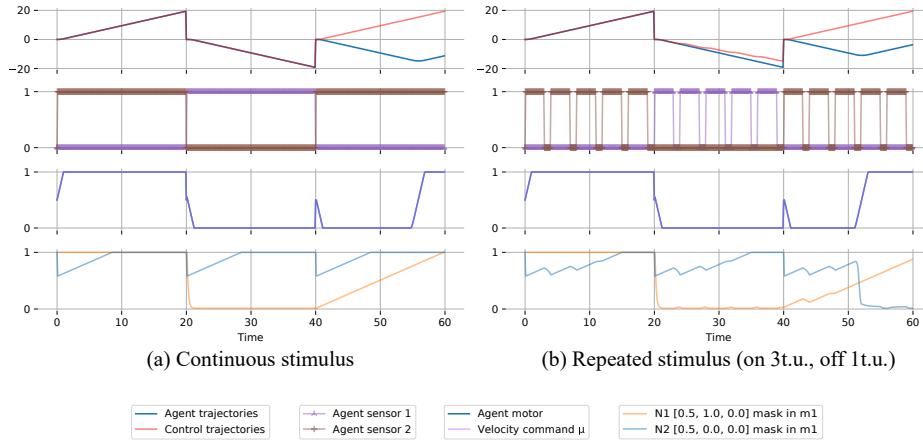 20
0
−20
1
0
1
0
1
0
0 10 20 30 40 50 60
Time
(a) Continuous stimulus
20
0
−20
1
0
1
0
1
0
0 10 20 30 40 50 60
Time
(b) Repeated stimulus (on 3t.u., off 1t.u.)
Agent trajectories
Control trajectories
Agent sensor 1
Agent sensor 2
Agent motor
Velocity command μ
N1 [0.5, 1.0, 0.0] mask in m1
N2 [0.5, 0.0, 0.0] mask in m1